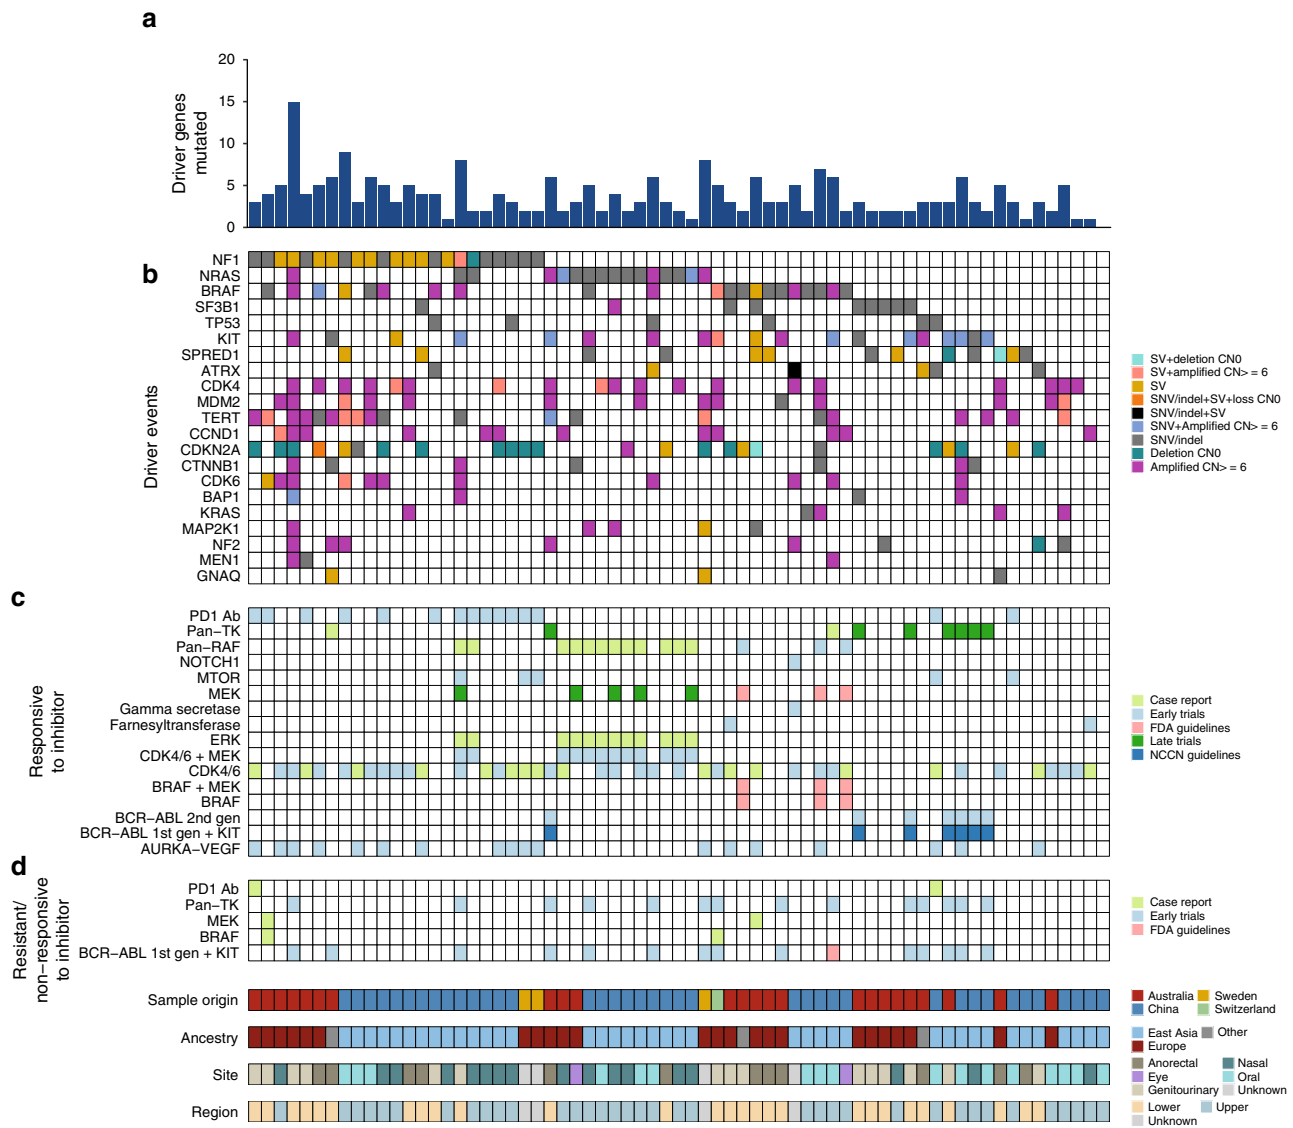 a
20
15
10
5
0
Driver genes
mutated
b
Driver events
NF1
NRAS
BRAF
SF3B1
TP53
KIT
SPRED1
ATRX
CDK4
MDM2
TERT
CCND1
CDKN2A
CTNNB1
CDK6
BAP1
KRAS
MAP2K1
NF2
MEN1
GNAQ
SV+deletion CN0
SV+amplified CN> = 6
SV
SNV/indel+SV+loss CN0
SNV/indel+SV
SNV+Amplified CN> = 6
SNV/indel
Deletion CN0
Amplified CN> = 6
c
Responsive
to inhibitor
PD1 Ab
Pan−TK
Pan−RAF
NOTCH1
MTOR
MEK
Gamma secretase
Farnesyltransferase
ERK
CDK4/6 + MEK
CDK4/6
BRAF + MEK
BRAF
BCR−ABL 2nd gen
BCR−ABL 1st gen + KIT
AURKA−VEGF
Case report
Early trials
FDA guidelines
Late trials
NCCN guidelines
d
Resistant/
non−responsive
to inhibitor
PD1 Ab
Pan−TK
MEK
BRAF
BCR−ABL 1st gen + KIT
Case report
Early trials
FDA guidelines
Sample origin
Australia Sweden
China Switzerland
Ancestry
East Asia Other
Europe
Site
Anorectal Nasal
Eye Oral
Genitourinary Unknown
Region
Lower Upper
Unknown